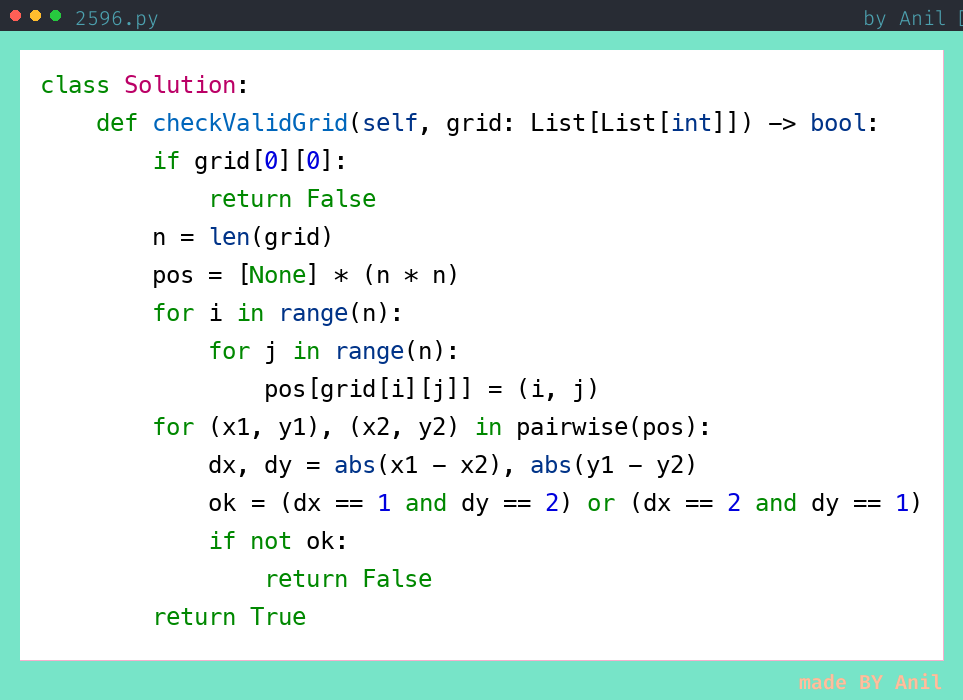 2596.py
by Anil [
class Solution:
    def checkValidGrid(self, grid: List[List[int]]) -> bool:
        if grid[0][0]:
            return False
        n = len(grid)
        pos = [None] * (n * n)
        for i in range(n):
            for j in range(n):
                pos[grid[i][j]] = (i, j)
        for (x1, y1), (x2, y2) in pairwise(pos):
            dx, dy = abs(x1 - x2), abs(y1 - y2)
            ok = (dx == 1 and dy == 2) or (dx == 2 and dy == 1)
            if not ok:
                return False
        return True
made BY Anil